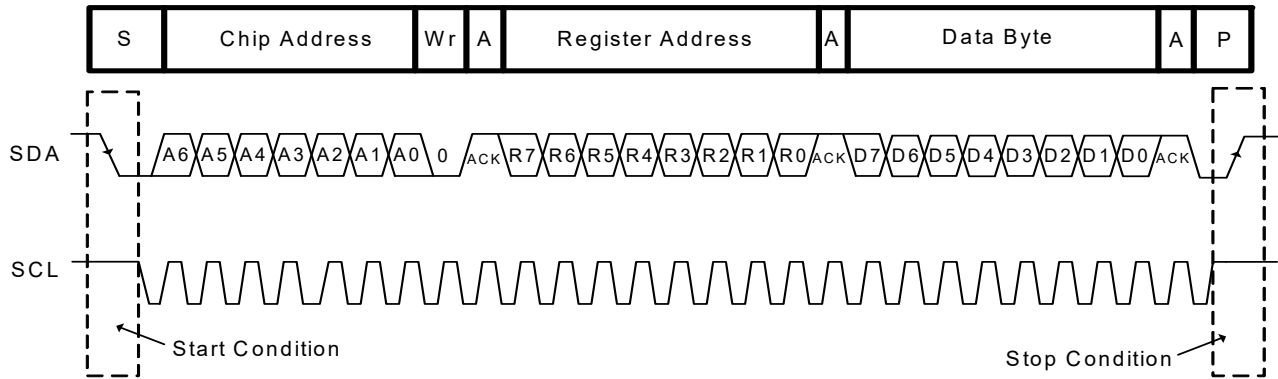 S Chip Address Wr A Register Address A Data Byte A P
SDA A6 A5 A4 A3 A2 A1 A0 0 ACK R7 R6 R5 R4 R3 R2 R1 R0 ACK D7 D6 D5 D4 D3 D2 D1 D0 ACK
SCL
Start Condition
Stop Condition